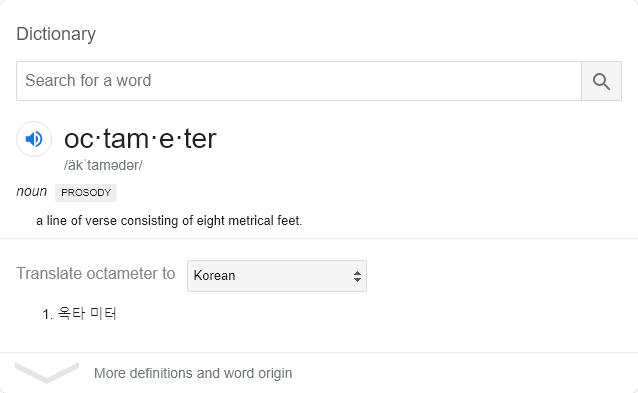 Dictionary
Search for a word
oc·tam·e·ter
/äkˈtamədər/
noun PROSODY
a line of verse consisting of eight metrical feet.
Translate octameter to Korean
1. 옥타 미터
More definitions and word origin